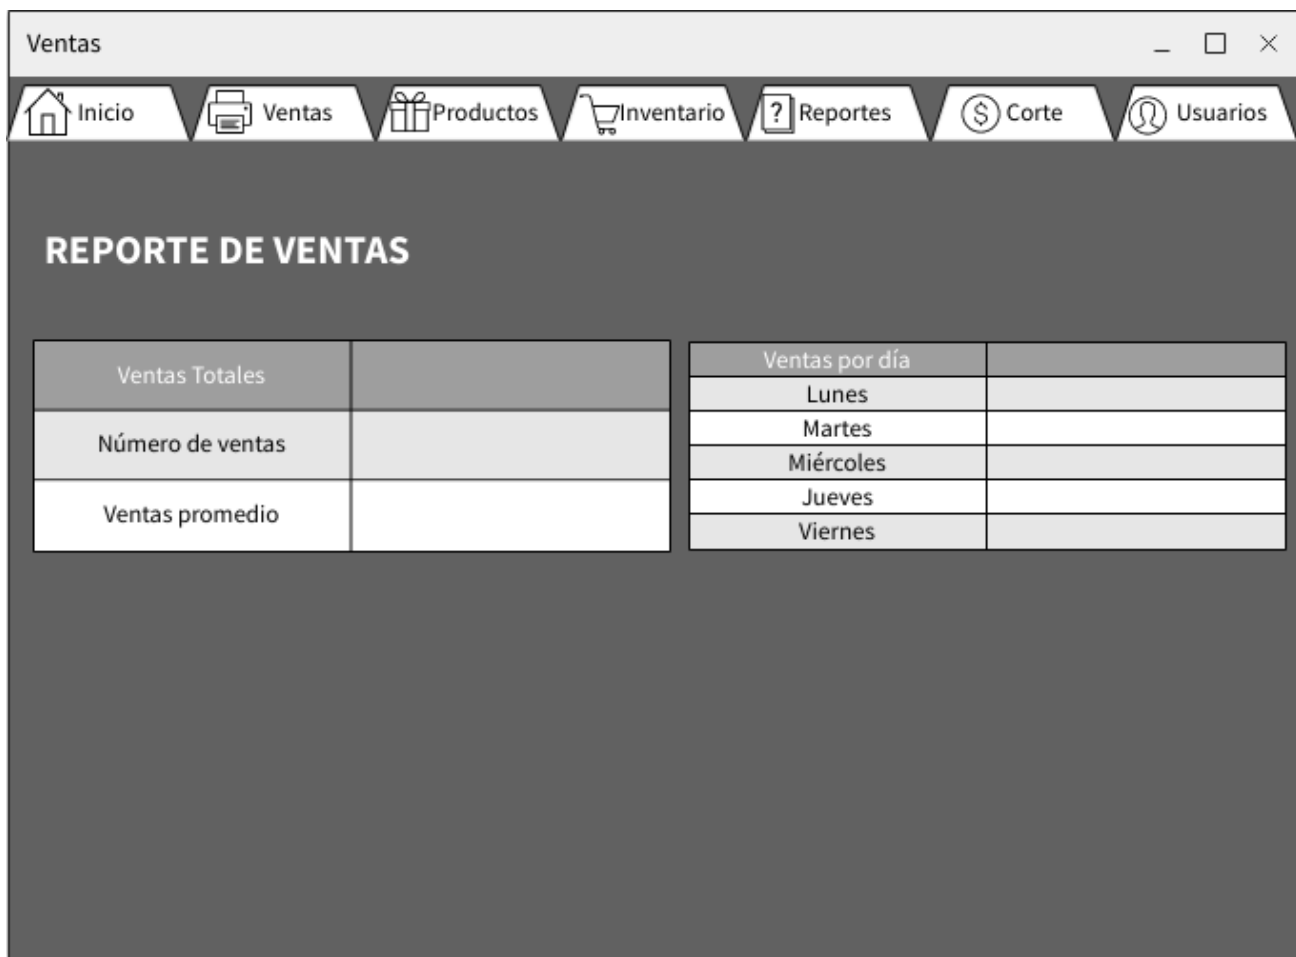 Ventas
Inicio
Ventas
Productos
Inventario
? Reportes
$ Corte
Usuarios
REPORTE DE VENTAS
Ventas Totales
Número de ventas
Ventas promedio
Ventas por día
Lunes
Martes
Miércoles
Jueves
Viernes